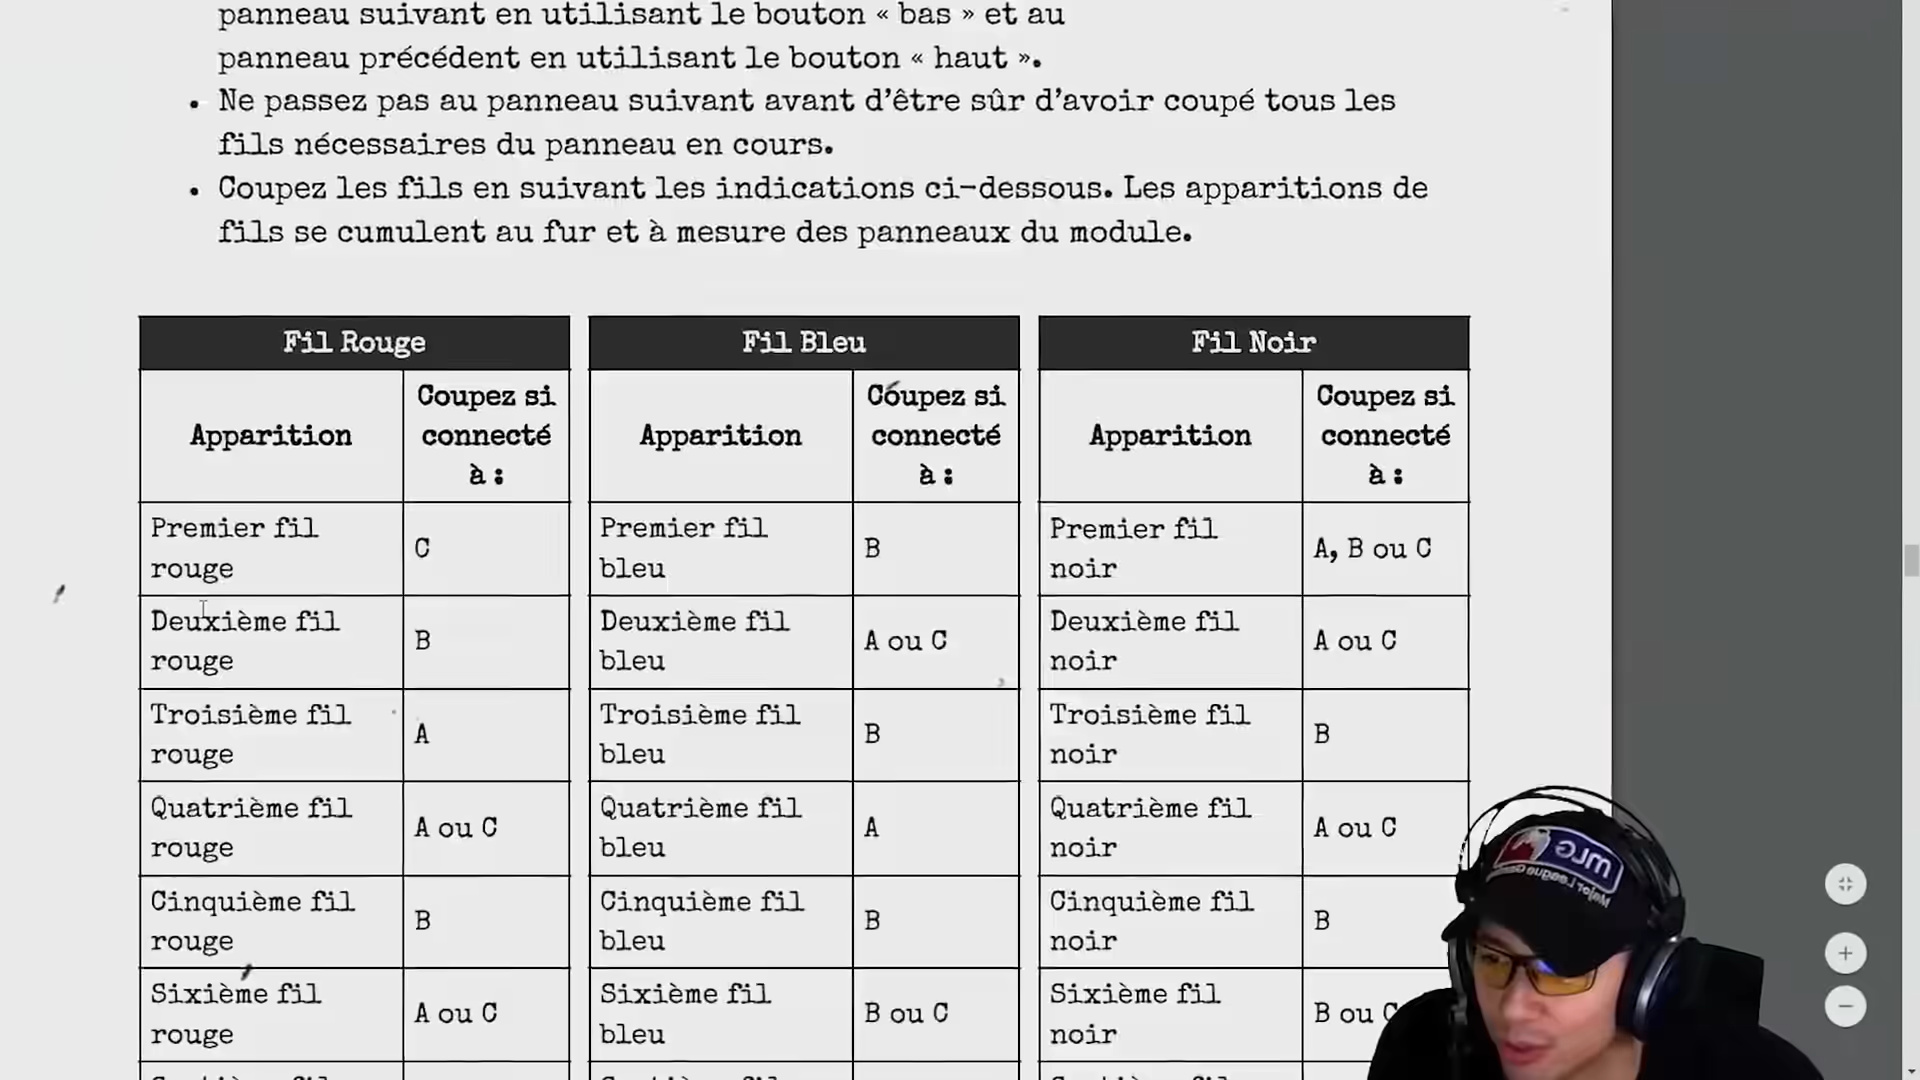 panneau suivant en utilisant le bouton « bas » et au
panneau précédent en utilisant le bouton « haut ».
• Ne passez pas au panneau suivant avant d'être sûr d'avoir coupé tous les
fils nécessaires du panneau en cours.
• Coupez les fils en suivant les indications ci-dessous. Les apparitions de
fils se cumulent au fur et à mesure des panneaux du module.
Fil Rouge
Apparition
Coupez si
connecté
à :
Premier fil
rouge
C
Deuxième fil
rouge
B
Troisième fil
rouge
A
Quatrième fil
rouge
A ou C
Cinquième fil
rouge
B
Sixième fil
rouge
A ou C
Fil Bleu
Apparition
Coupez si
connecté
à :
Premier fil
bleu
B
Deuxième fil
bleu
A ou C
Troisième fil
bleu
B
Quatrième fil
bleu
A
Cinquième fil
bleu
B
Sixième fil
bleu
B ou C
Fil Noir
Apparition
Coupez si
connecté
à :
Premier fil
noir
A, B ou C
Deuxième fil
noir
A ou C
Troisième fil
noir
B
Quatrième fil
noir
A ou C
Cinquième fil
noir
B
Sixième fil
noir
B ou C
mLG
Major League Gaming